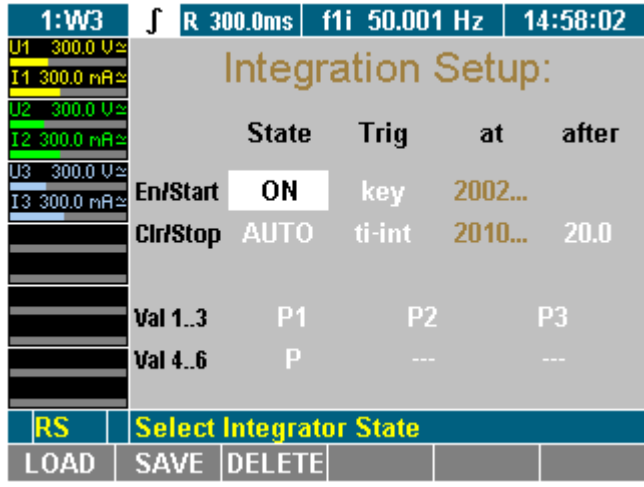 1:W3 ∫ R 300.0ms f1i 50.001 Hz 14:58:02
U1 300.0 V≃
I1 300.0 mA≃
U2 300.0 V≃
I2 300.0 mA≃
U3 300.0 V≃
I3 300.0 mA≃
Integration Setup:
State Trig at after
En/Start ON key 2002...
Clr/Stop AUTO ti-int 2010... 20.0
Val 1..3 P1 P2 P3
Val 4..6 P --- ---
RS Select Integrator State
LOAD SAVE DELETE